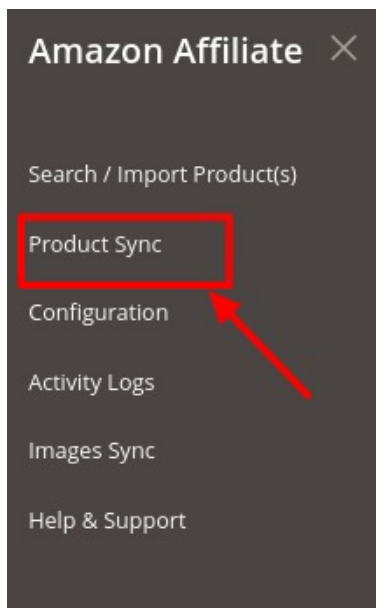 Amazon Affiliate
Search / Import Product(s)
Product Sync
Configuration
Activity Logs
Images Sync
Help & Support